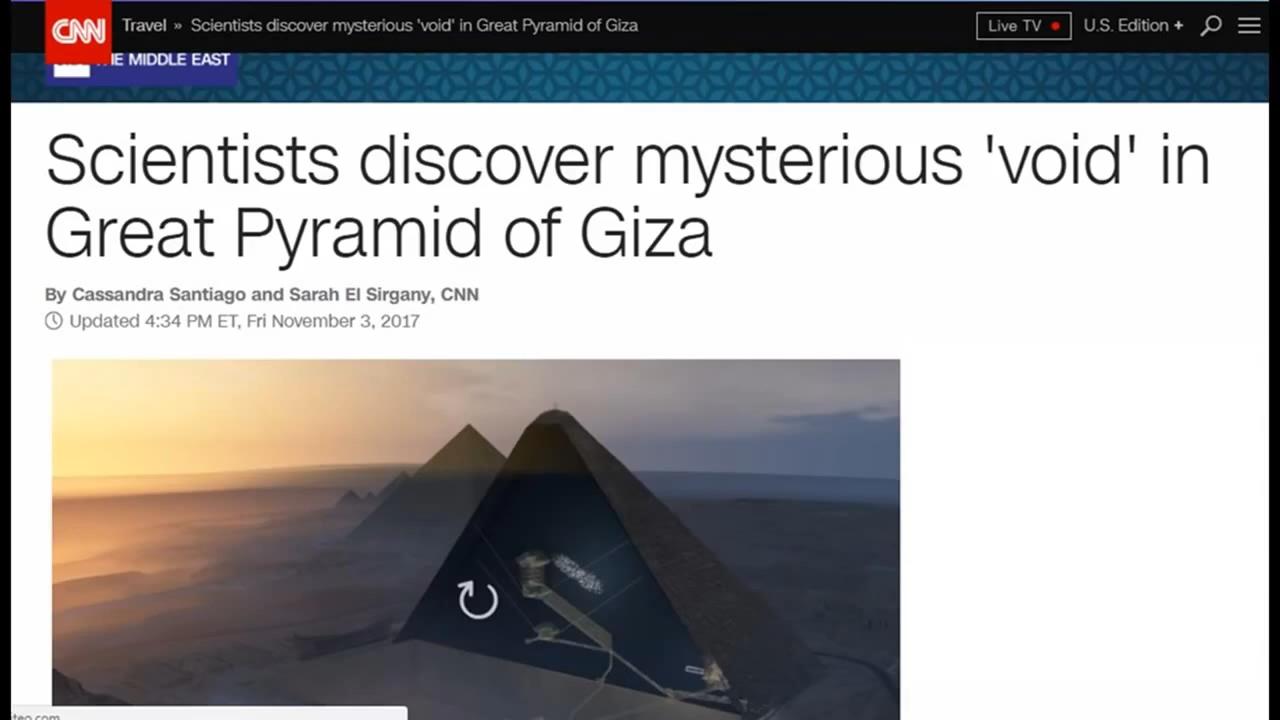 CNN Travel » Scientists discover mysterious 'void' in Great Pyramid of Giza Live TV U.S. Edition +
THE MIDDLE EAST
Scientists discover mysterious 'void' in
Great Pyramid of Giza
By Cassandra Santiago and Sarah El Sirgany, CNN
Updated 4:34 PM ET, Fri November 3, 2017